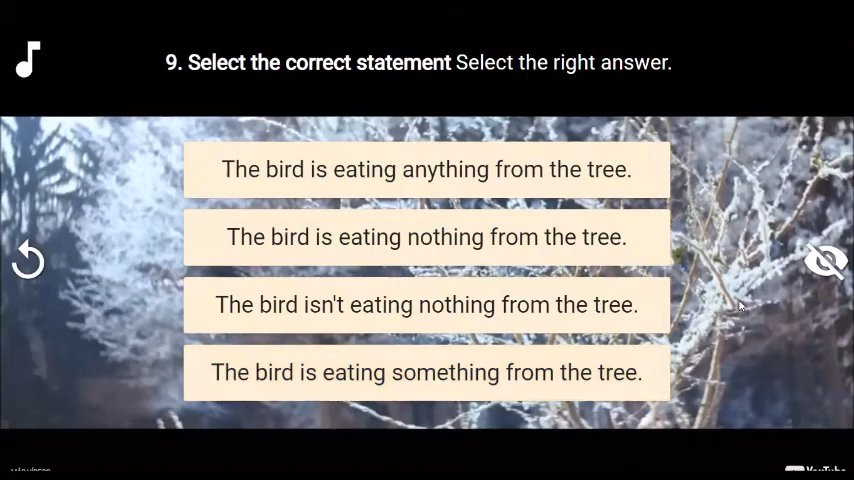 9. Select the correct statement Select the right answer.
The bird is eating anything from the tree.
The bird is eating nothing from the tree.
The bird isn't eating nothing from the tree.
The bird is eating something from the tree.